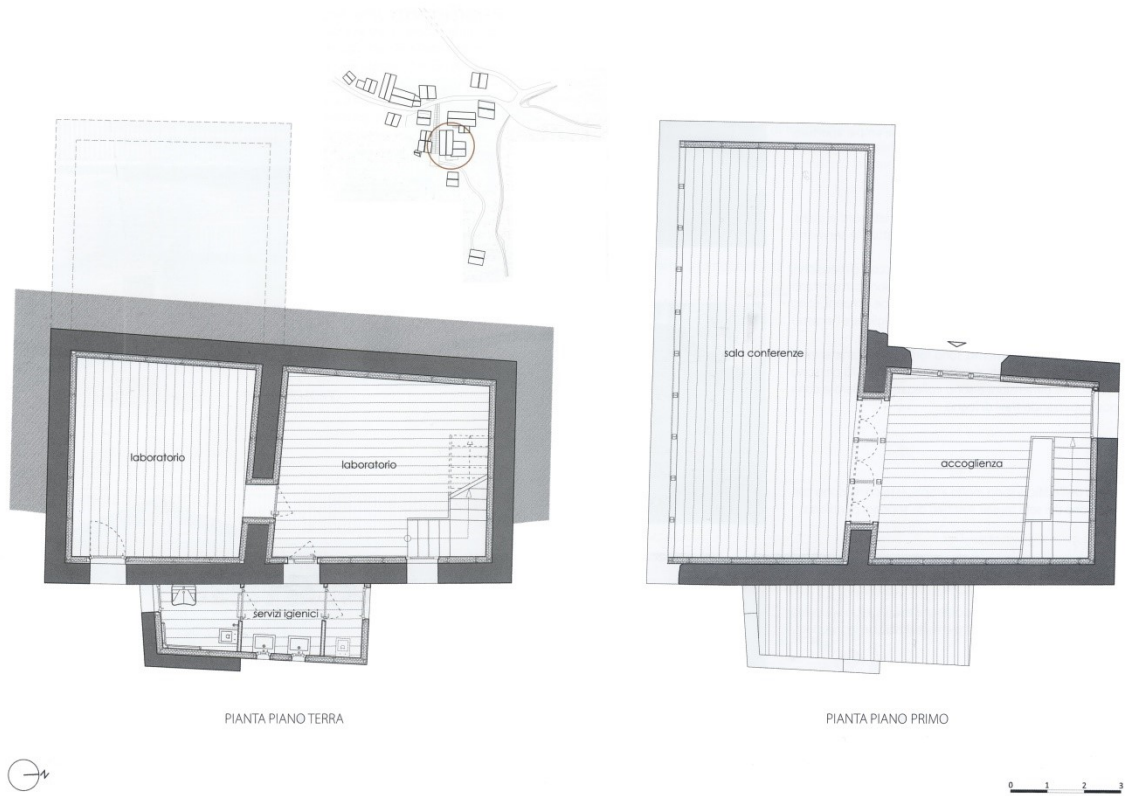 sala conferenze
laboratorio
laboratorio
accoglienza
servizi igienici
PIANTA PIANO TERRA
PIANTA PIANO PRIMO
N
0 1 2 3